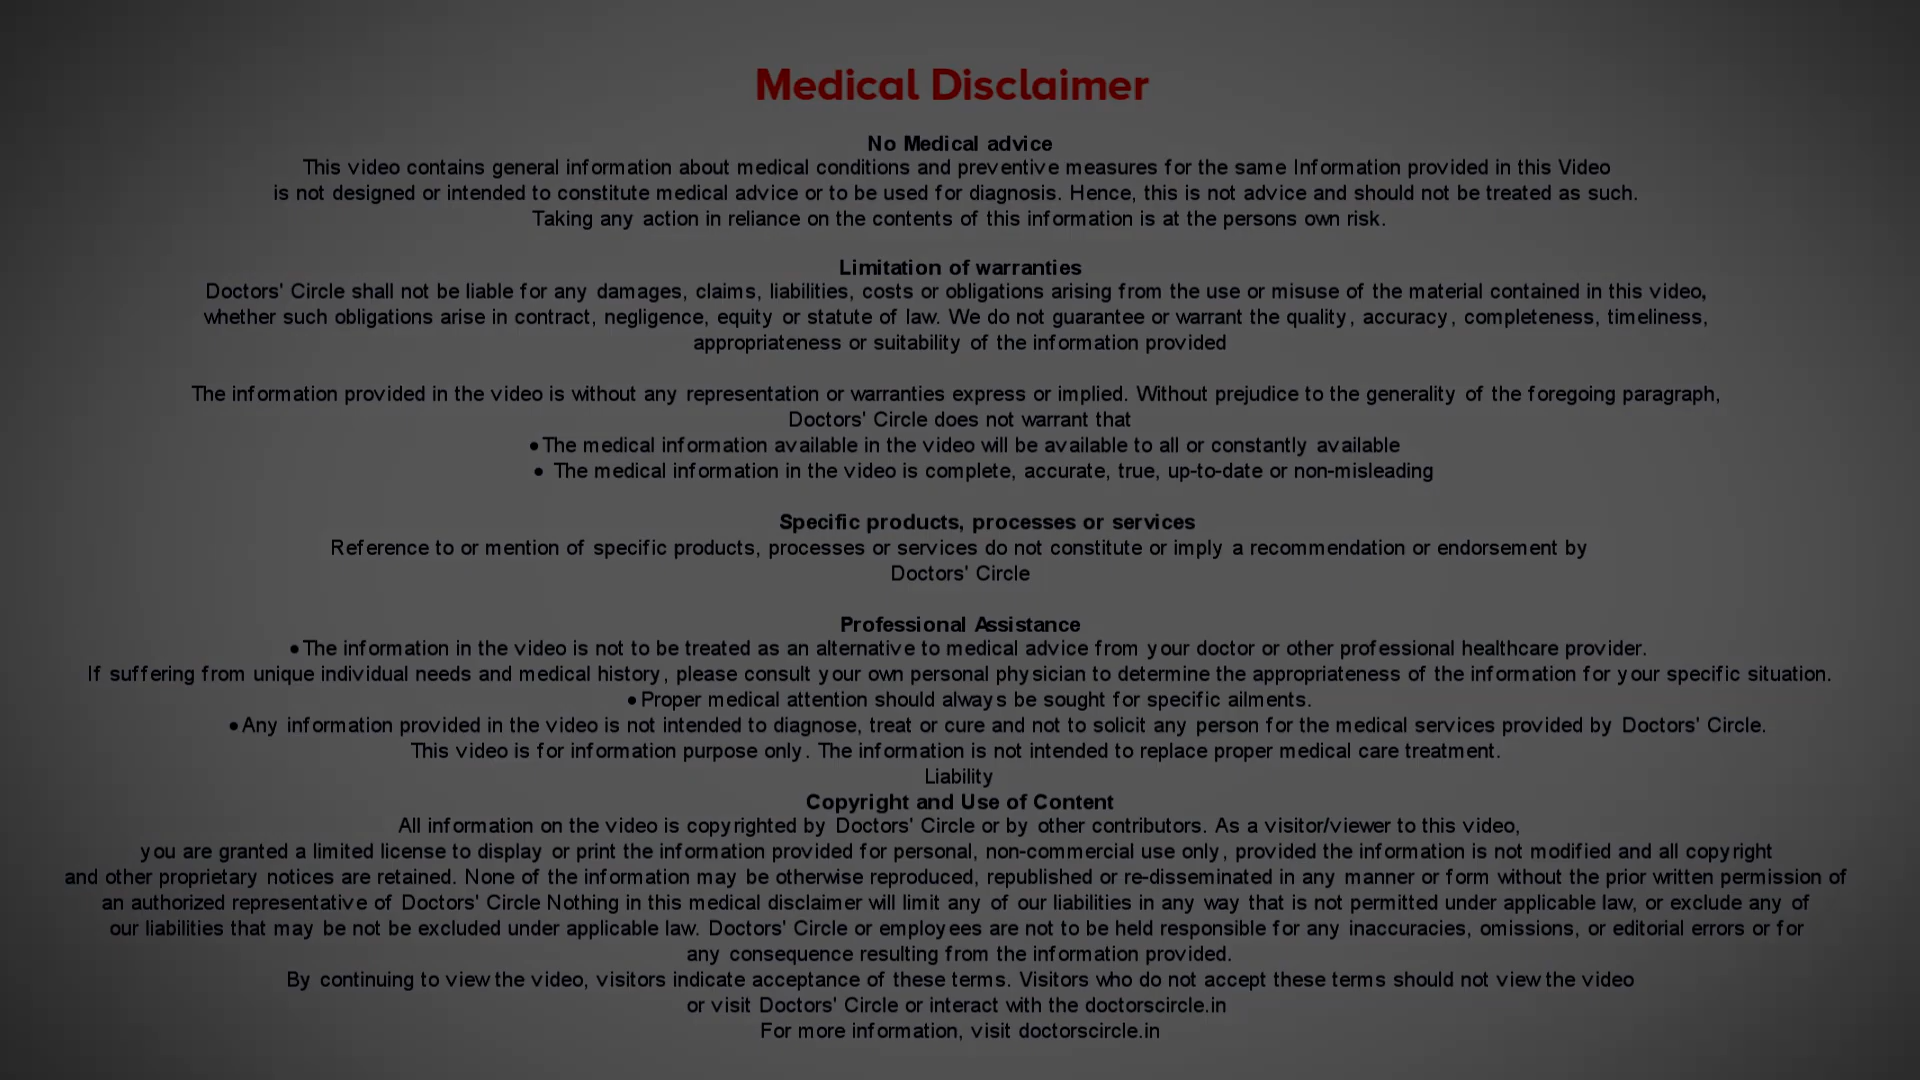 Medical Disclaimer
No Medical advice
This video contains general information about medical conditions and preventive measures for the same Information provided in this Video
is not designed or intended to constitute medical advice or to be used for diagnosis. Hence, this is not advice and should not be treated as such.
Taking any action in reliance on the contents of this information is at the persons own risk.
Limitation of warranties
Doctors' Circle shall not be liable for any damages, claims, liabilities, costs or obligations arising from the use or misuse of the material contained in this video,
whether such obligations arise in contract, negligence, equity or statute of law. We do not guarantee or warrant the quality, accuracy, completeness, timeliness,
appropriateness or suitability of the information provided
The information provided in the video is without any representation or warranties express or implied. Without prejudice to the generality of the foregoing paragraph,
Doctors' Circle does not warrant that
•The medical information available in the video will be available to all or constantly available
• The medical information in the video is complete, accurate, true, up-to-date or non-misleading
Specific products, processes or services
Reference to or mention of specific products, processes or services do not constitute or imply a recommendation or endorsement by
Doctors' Circle
Professional Assistance
•The information in the video is not to be treated as an alternative to medical advice from your doctor or other professional healthcare provider.
If suffering from unique individual needs and medical history, please consult your own personal physician to determine the appropriateness of the information for your specific situation.
•Proper medical attention should always be sought for specific ailments.
•Any information provided in the video is not intended to diagnose, treat or cure and not to solicit any person for the medical services provided by Doctors' Circle.
This video is for information purpose only. The information is not intended to replace proper medical care treatment.
Liability
Copyright and Use of Content
All information on the video is copyrighted by Doctors' Circle or by other contributors. As a visitor/viewer to this video,
you are granted a limited license to display or print the information provided for personal, non-commercial use only, provided the information is not modified and all copyright
and other proprietary notices are retained. None of the information may be otherwise reproduced, republished or re-disseminated in any manner or form without the prior written permission of
an authorized representative of Doctors' Circle Nothing in this medical disclaimer will limit any of our liabilities in any way that is not permitted under applicable law, or exclude any of
our liabilities that may be not be excluded under applicable law. Doctors' Circle or employees are not to be held responsible for any inaccuracies, omissions, or editorial errors or for
any consequence resulting from the information provided.
By continuing to view the video, visitors indicate acceptance of these terms. Visitors who do not accept these terms should not view the video
or visit Doctors' Circle or interact with the doctorscircle.in
For more information, visit doctorscircle.in